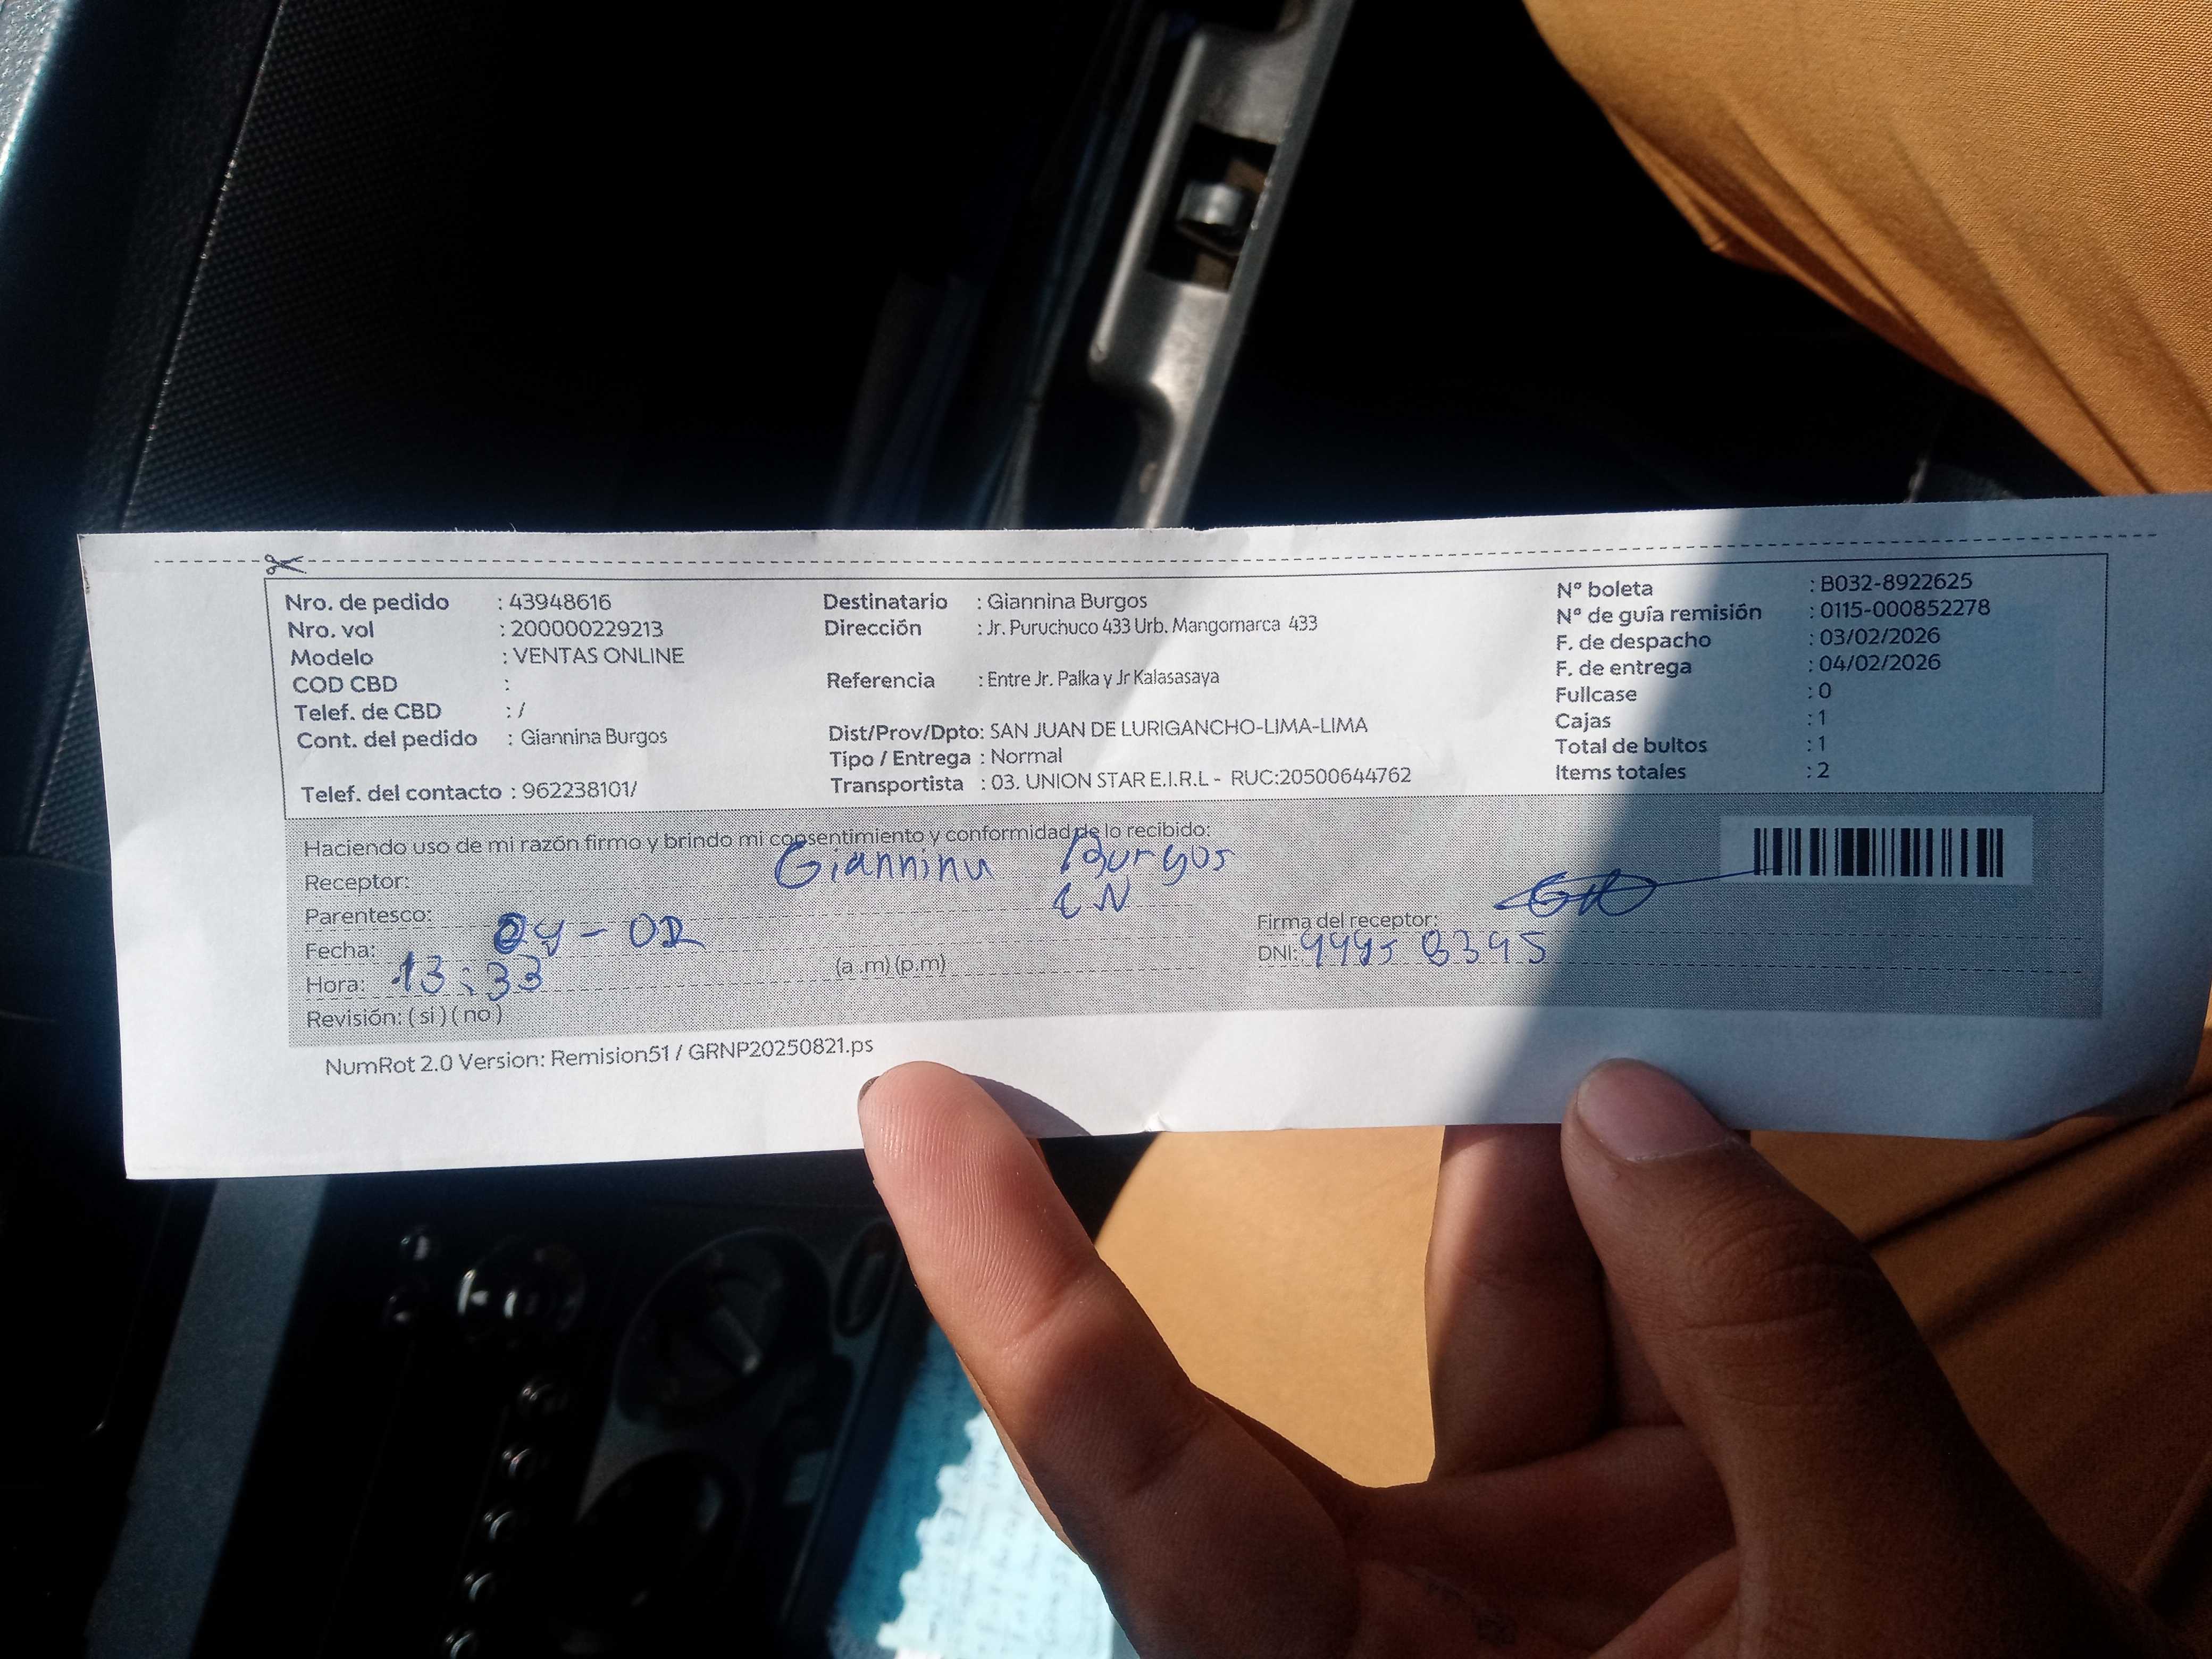 Nro. de pedido : 43948616
Nro. vol : 200000229213
Modelo : VENTAS ONLINE
COD CBD :
Telef. de CBD : /
Cont. del pedido : Giannina Burgos
Telef. del contacto : 962238101/
Destinatario : Giannina Burgos
Dirección : Jr. Puruchuco 433 Urb. Mangomarca 433
Referencia : Entre Jr. Palka y Jr Kalasasaya
Dist/Prov/Dpto: SAN JUAN DE LURIGANCHO-LIMA-LIMA
Tipo / Entrega : Normal
Transportista : 03. UNION STAR E.I.R.L - RUC:20500644762
Nº boleta : B032-8922625
Nº de guía remisión : 0115-000852278
F. de despacho : 03/02/2026
F. de entrega : 04/02/2026
Fullcase : 0
Cajas : 1
Total de bultos : 1
Items totales : 2
Haciendo uso de mi razón firmo y brindo mi consentimiento y conformidad de lo recibido:
Receptor: Giannina Burgos
Parentesco:
Fecha: 04-02
Hora: 13:33 (a .m) (p.m)
Revisión: ( si ) ( no )
Firma del receptor:
DNI:
NumRot 2.0 Version: Remision51 / GRNP20250821.ps